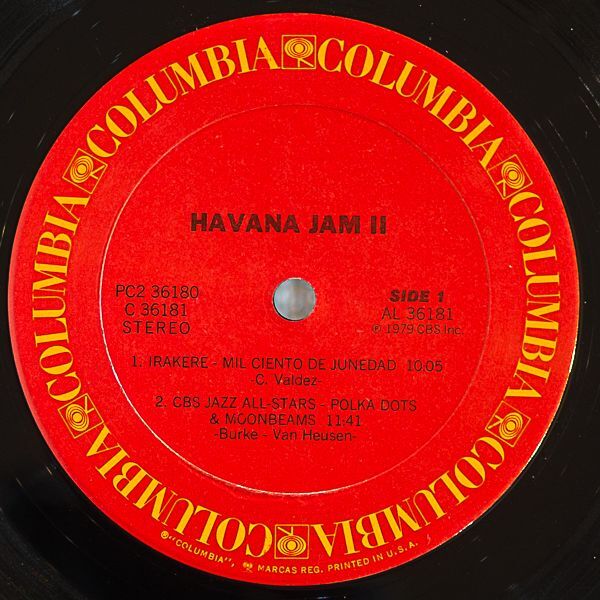 COLUMBIA COLUMBIA COLUMBIA COLUMBIA COLUMBIA COLUMBIA
HAVANA JAM II
PC2 36180
C 36181
STEREO
SIDE 1
AL 36181
℗ 1979 CBS Inc.
1. IRAKERE - MIL CIENTO DE JUNEDAD 10:05
-C. Valdez-
2. CBS JAZZ ALL-STARS - POLKA DOTS
& MOONBEAMS 11:41
-Burke - Van Heusen-
®"COLUMBIA", MARCAS REG. PRINTED IN U.S.A.